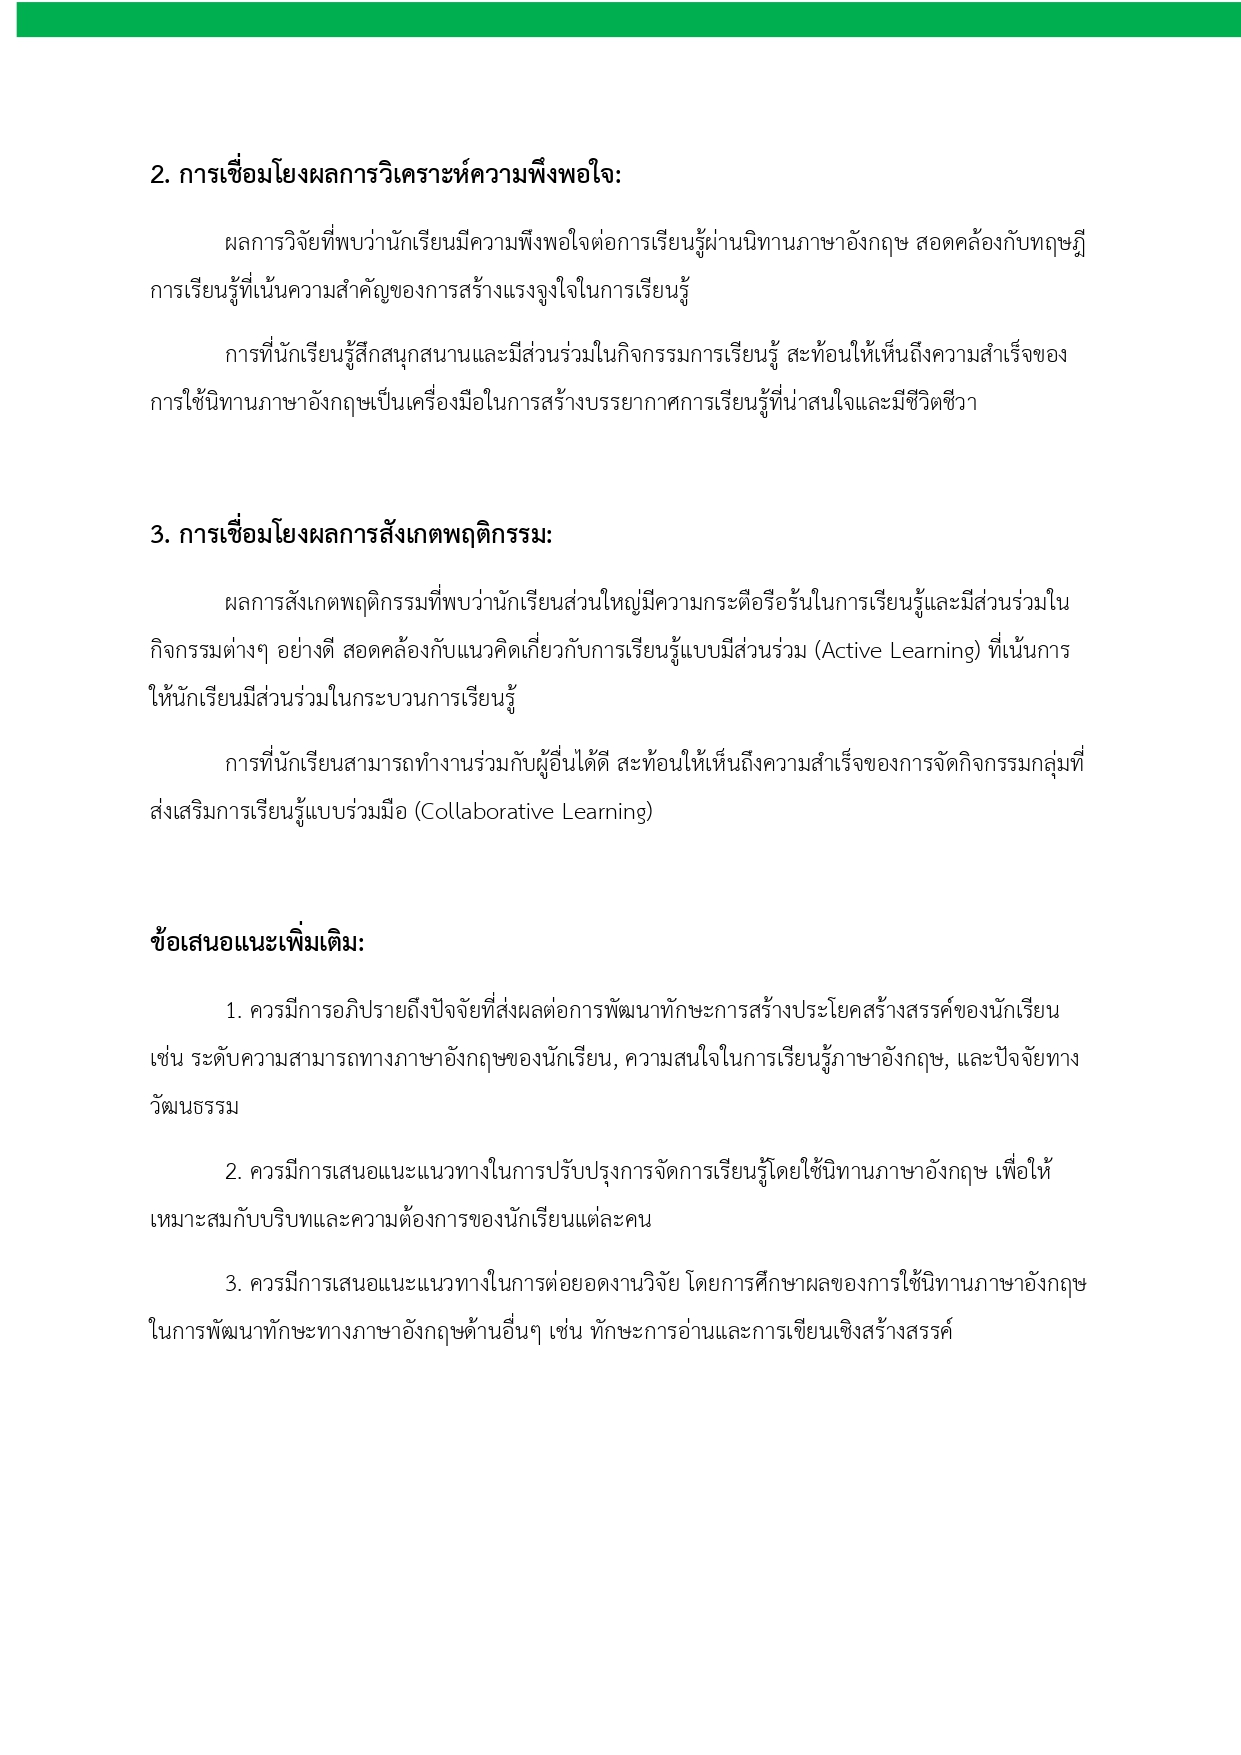 2. การเชื่อมโยงผลการวิเคราะห์ความพึงพอใจ:
ผลการวิจัยที่พบว่านักเรียนมีความพึงพอใจต่อการเรียนรู้ผ่านนิทานภาษาอังกฤษ สอดคล้องกับทฤษฎี
การเรียนรู้ที่เน้นความสำคัญของการสร้างแรงจูงใจในการเรียนรู้
การที่นักเรียนรู้สึกสนุกสนานและมีส่วนร่วมในกิจกรรมการเรียนรู้ สะท้อนให้เห็นถึงความสำเร็จของ
การใช้นิทานภาษาอังกฤษเป็นเครื่องมือในการสร้างบรรยากาศการเรียนรู้ที่น่าสนใจและมีชีวิตชีวา
3. การเชื่อมโยงผลการสังเกตพฤติกรรม:
ผลการสังเกตพฤติกรรมที่พบว่านักเรียนส่วนใหญ่มีความกระตือรือร้นในการเรียนรู้และมีส่วนร่วมใน
กิจกรรมต่างๆ อย่างดี สอดคล้องกับแนวคิดเกี่ยวกับการเรียนรู้แบบมีส่วนร่วม (Active Learning) ที่เน้นการ
ให้นักเรียนมีส่วนร่วมในกระบวนการเรียนรู้
การที่นักเรียนสามารถทำงานร่วมกับผู้อื่นได้ดี สะท้อนให้เห็นถึงความสำเร็จของการจัดกิจกรรมกลุ่มที่
ส่งเสริมการเรียนรู้แบบร่วมมือ (Collaborative Learning)
ข้อเสนอแนะเพิ่มเติม:
1. ควรมีการอภิปรายถึงปัจจัยที่ส่งผลต่อการพัฒนาทักษะการสร้างประโยคสร้างสรรค์ของนักเรียน
เช่น ระดับความสามารถทางภาษาอังกฤษของนักเรียน, ความสนใจในการเรียนรู้ภาษาอังกฤษ, และปัจจัยทาง
วัฒนธรรม
2. ควรมีการเสนอแนะแนวทางในการปรับปรุงการจัดการเรียนรู้โดยใช้นิทานภาษาอังกฤษ เพื่อให้
เหมาะสมกับบริบทและความต้องการของนักเรียนแต่ละคน
3. ควรมีการเสนอแนะแนวทางในการต่อยอดงานวิจัย โดยการศึกษาผลของการใช้นิทานภาษาอังกฤษ
ในการพัฒนาทักษะทางภาษาอังกฤษด้านอื่นๆ เช่น ทักษะการอ่านและการเขียนเชิงสร้างสรรค์